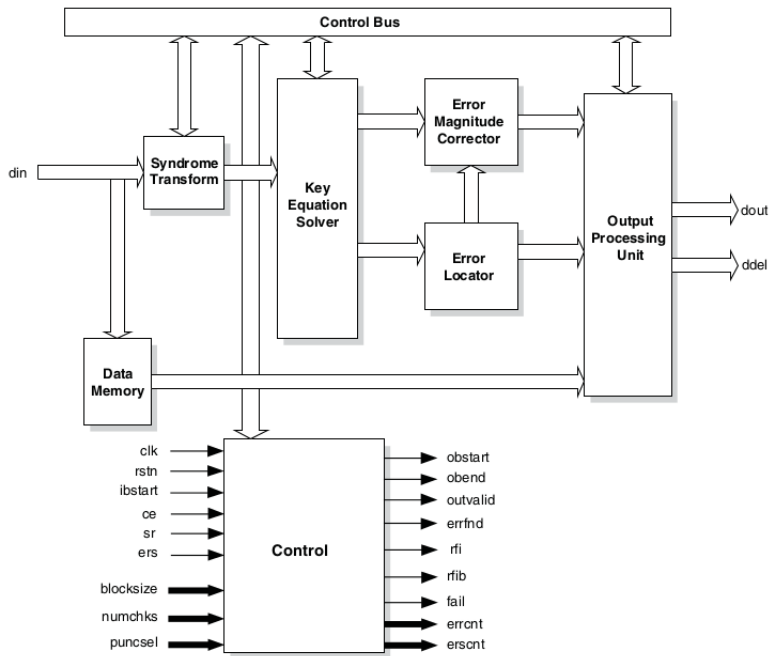 Control Bus
Error
Magnitude
Corrector
Syndrome
Transform
din
Key
Equation
Solver
dout
Output
Processing
Unit
Error
Locator
ddel
Data
Memory
clk
rstn
ibstart
ce
sr
ers
blocksize
numchks
puncsel
Control
obstart
obend
outvalid
errfnd
rfi
rfib
fail
errcnt
erscnt